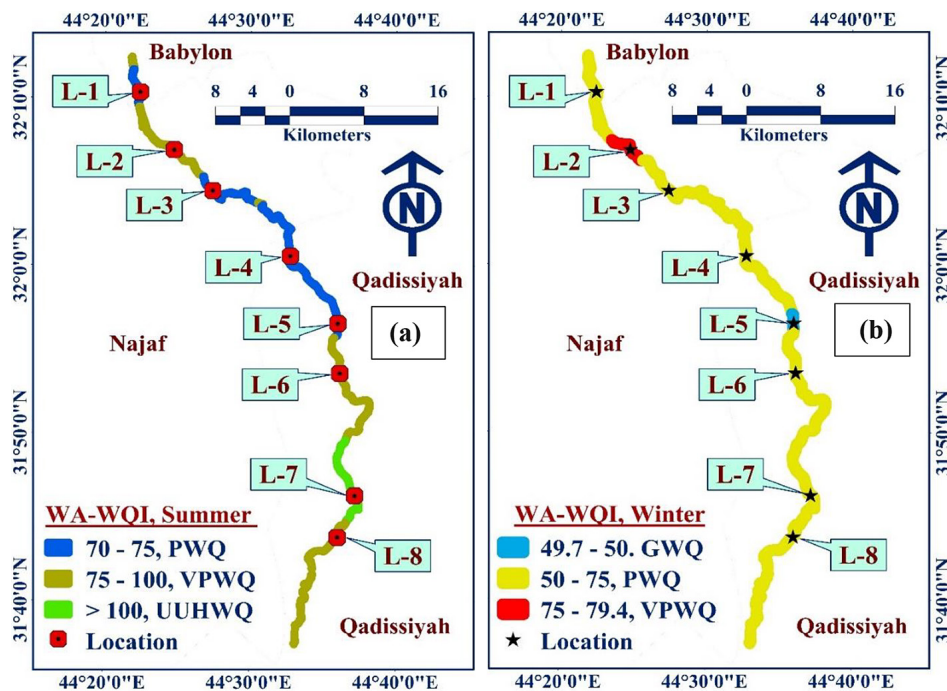 44°20'0"E 44°30'0"E 44°40'0"E
Babylon
L-1
L-2
L-3
L-4
L-5
L-6
L-7
L-8
8 4 0 8 16
Kilometers
N
Qadissiyah
(a)
Najaf
WA-WQI, Summer
70 - 75, PWQ
75 - 100, VPWQ
> 100, UUHWQ
Location
Qadissiyah
32°10'0"N
32°0'0"N
31°50'0"N
31°40'0"N
44°20'0"E 44°30'0"E 44°40'0"E
44°20'0"E 44°30'0"E 44°40'0"E
Babylon
L-1
L-2
L-3
L-4
L-5
L-6
L-7
L-8
8 4 0 8 16
Kilometers
N
Qadissiyah
(b)
Najaf
WA-WQI, Winter
49.7 - 50. GWQ
50 - 75, PWQ
75 - 79.4, VPWQ
Location
Qadissiyah
32°10'0"N
32°0'0"N
31°50'0"N
31°40'0"N
44°20'0"E 44°30'0"E 44°40'0"E